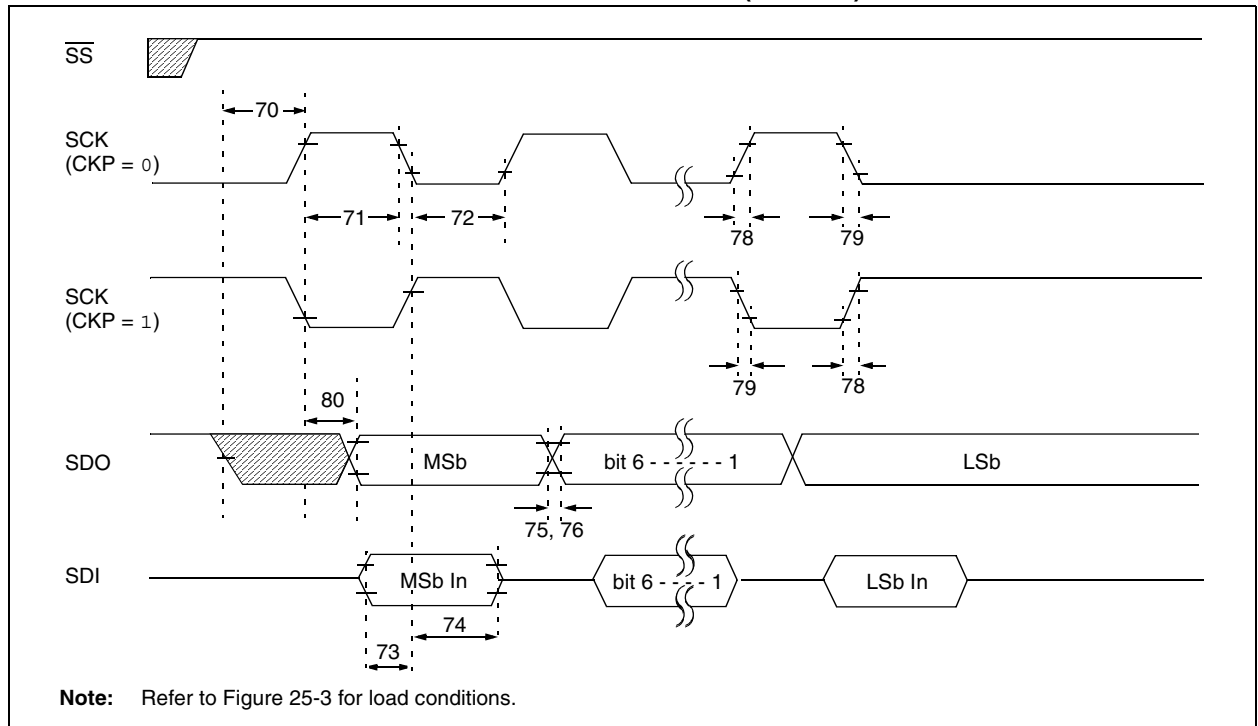 SS
70
SCK
(CKP = 0)
71
72
78
79
SCK
(CKP = 1)
79
78
80
SDO
MSb
bit 6 - - - - - - 1
LSb
75, 76
SDI
MSb In
bit 6 - - - - 1
LSb In
74
73
Note: Refer to Figure 25-3 for load conditions.